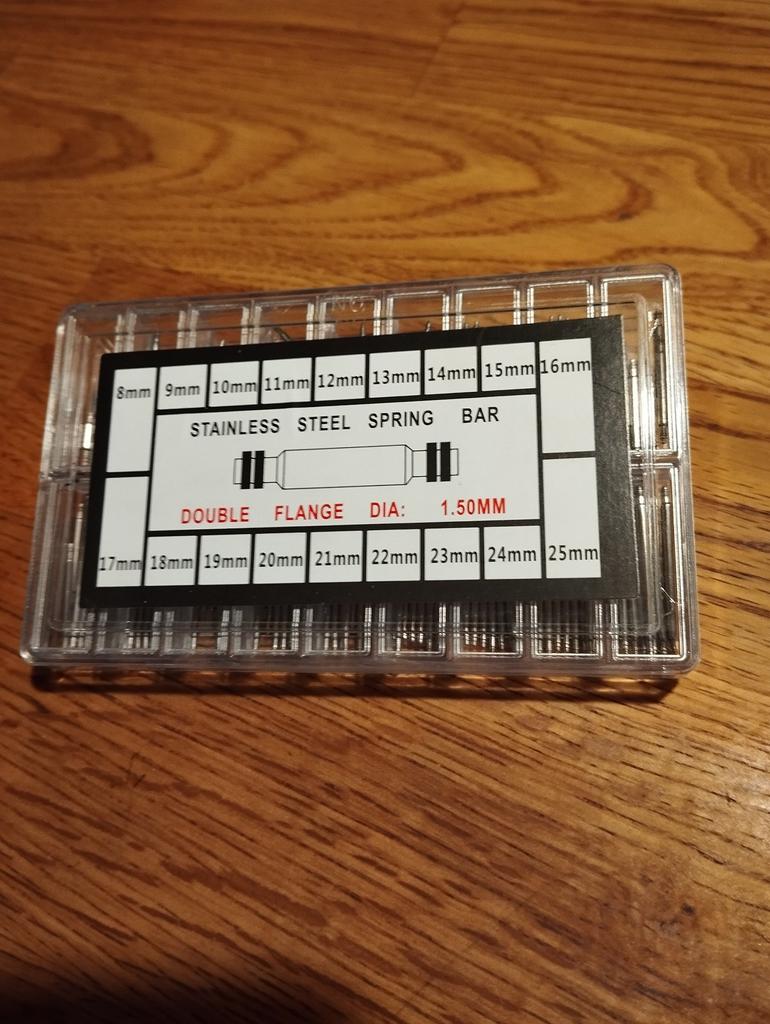 8mm 9mm 10mm 11mm 12mm 13mm 14mm 15mm 16mm
STAINLESS STEEL SPRING BAR
DOUBLE FLANGE DIA: 1.50MM
17mm 18mm 19mm 20mm 21mm 22mm 23mm 24mm 25mm